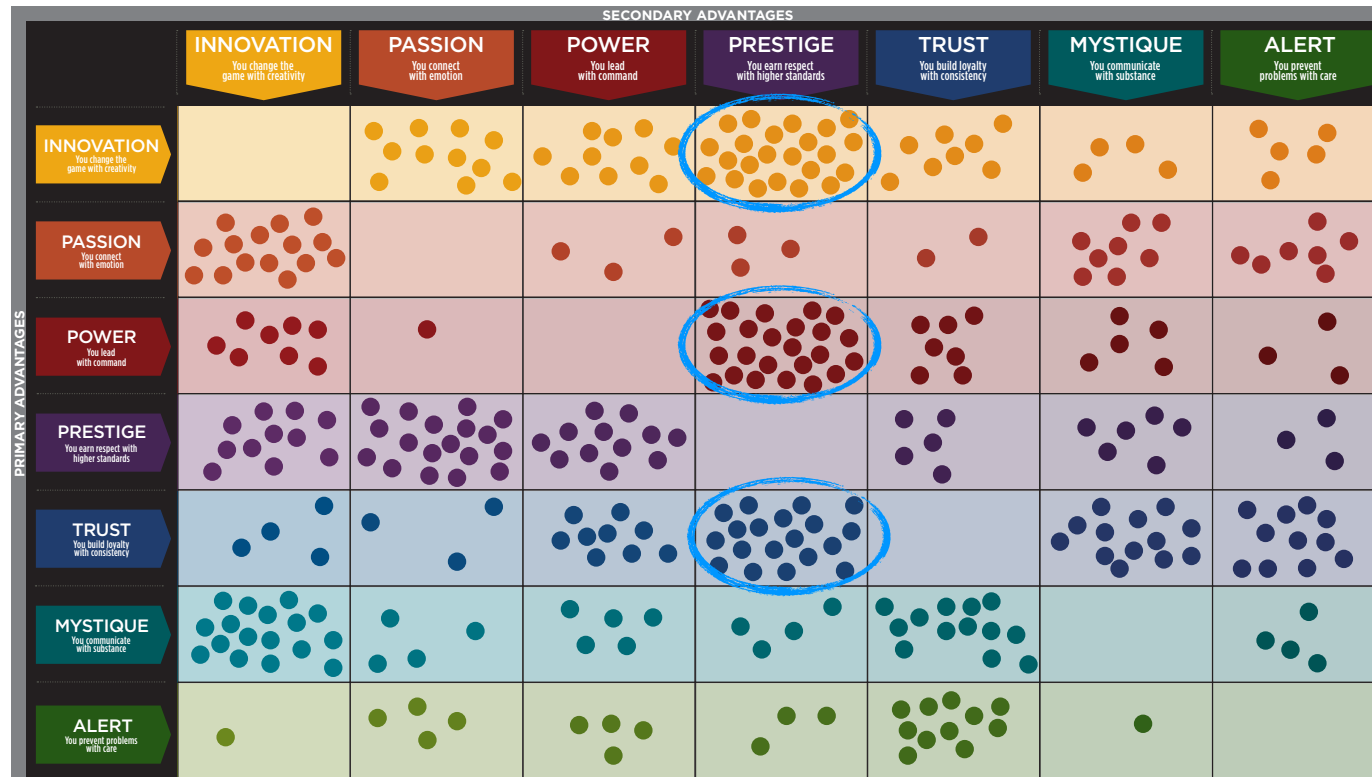 SECONDARY ADVANTAGES
INNOVATION
You change the
game with creativity
PASSION
You connect
with emotion
POWER
You lead
with command
PRESTIGE
You earn respect
with higher standards
TRUST
You build loyalty
with consistency
MYSTIQUE
You communicate
with substance
ALERT
You prevent
problems with care
PRIMARY ADVANTAGES
INNOVATION
You change the
game with creativity
PASSION
You connect
with emotion
POWER
You lead
with command
PRESTIGE
You earn respect with
higher standards
TRUST
You build loyalty
with consistency
MYSTIQUE
You communicate
with substance
ALERT
You prevent problems
with care